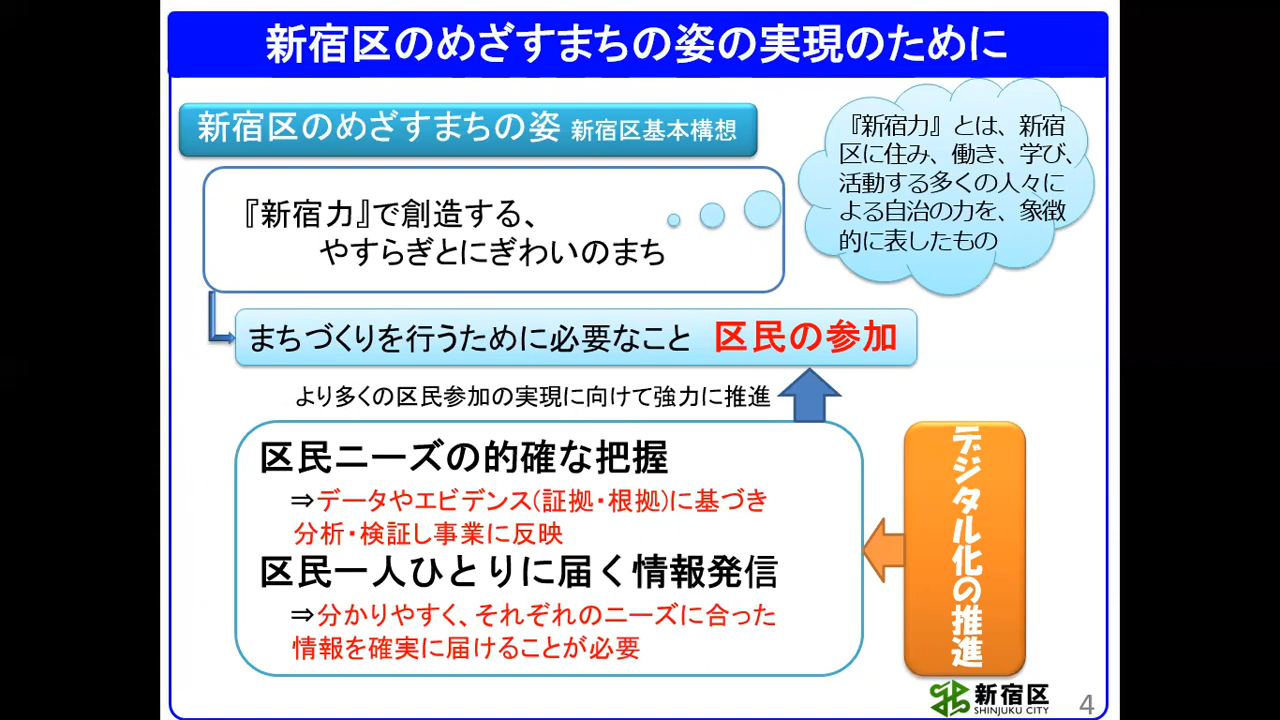 新宿区のめざすまちの姿の実現のために
新宿区のめざすまちの姿 新宿区基本構想
『新宿力』とは、新宿
区に住み、働き、学び、
活動する多くの人々に
よる自治の力を、象徴
的に表したもの
『新宿力』で創造する、
やすらぎとにぎわいのまち
まちづくりを行うために必要なこと 区民の参加
より多くの区民参加の実現に向けて強力に推進
区民ニーズの的確な把握
⇒データやエビデンス(証拠・根拠)に基づき
分析・検証し事業に反映
区民一人ひとりに届く情報発信
⇒分かりやすく、それぞれのニーズに合った
情報を確実に届けることが必要
デジタル化の推進
新宿区
SHINJUKU CITY
4